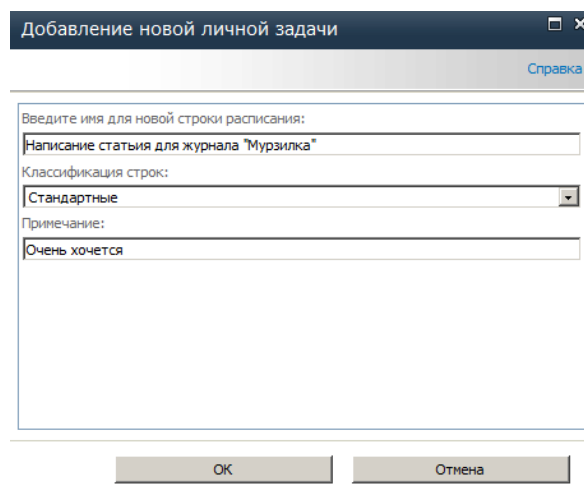 Добавление новой личной задачи
Справка
Введите имя для новой строки расписания:
Написание статьия для журнала "Мурзилка"
Классификация строк:
Стандартные
Примечание:
Очень хочется
ОК Отмена